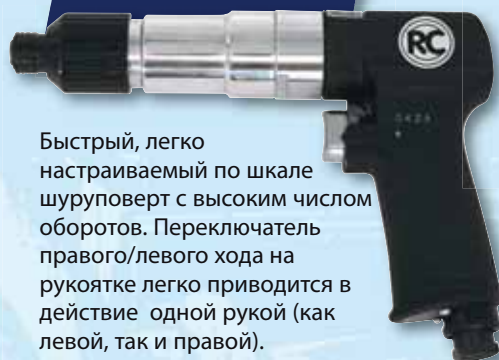 RC
Быстрый, легко
настраиваемый по шкале
шуруповерт с высоким числом
оборотов. Переключатель
правого/левого хода на
рукоятке легко приводится в
действие одной рукой (как
левой, так и правой).